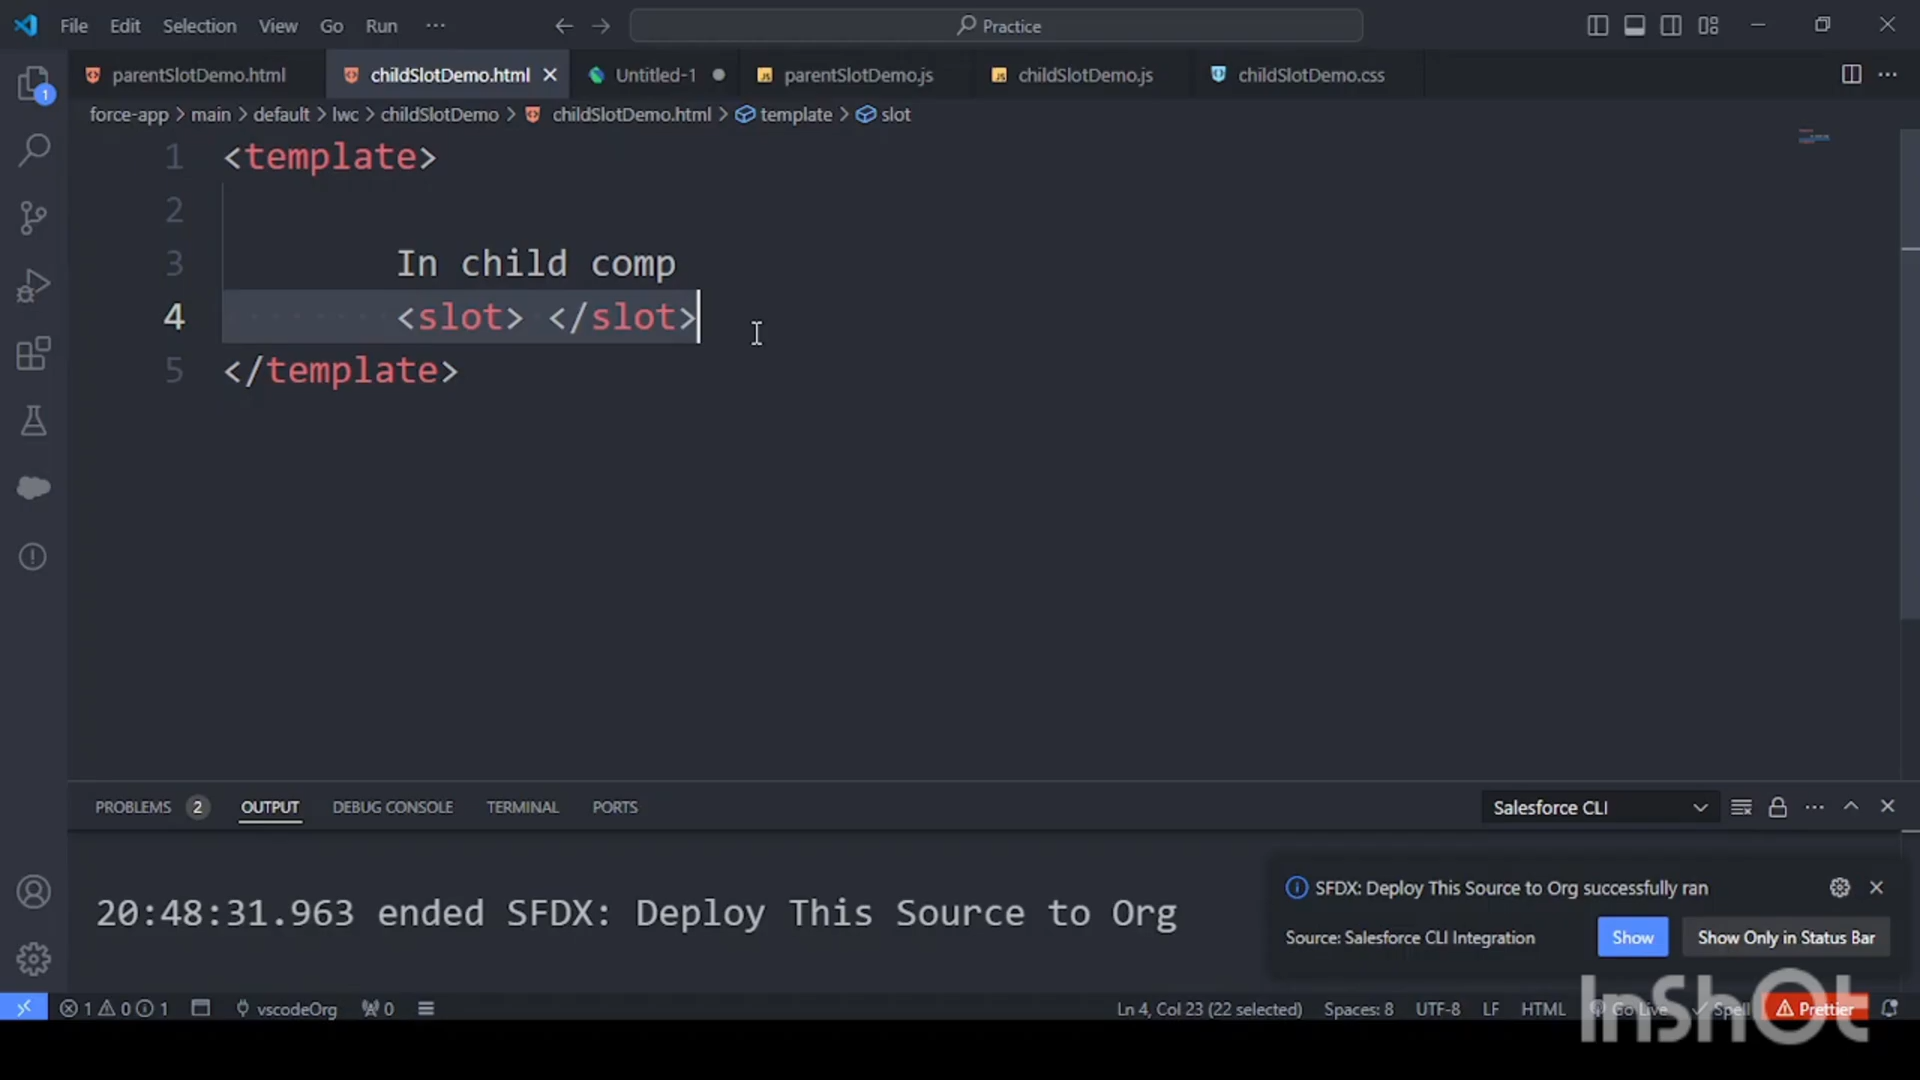 File Edit Selection View Go Run ··· Practice
parentSlotDemo.html childSlotDemo.html Untitled-1 parentSlotDemo.js childSlotDemo.js childSlotDemo.css
force-app > main > default > lwc > childSlotDemo > childSlotDemo.html > template > slot
1 <template>
2
3 In child comp
4 <slot> </slot>
5 </template>
PROBLEMS 2 OUTPUT DEBUG CONSOLE TERMINAL PORTS Salesforce CLI
20:48:31.963 ended SFDX: Deploy This Source to Org
SFDX: Deploy This Source to Org successfully ran
Source: Salesforce CLI Integration Show Show Only in Status Bar
1 0 1 vscodeOrg 0 Ln 4, Col 23 (22 selected) Spaces: 8 UTF-8 LF HTML Go Live Spell Prettier
InShOt
1